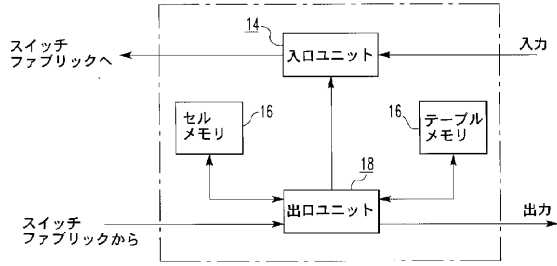 スイッチ
ファブリックへ
14
入口ユニット
入力
セル
メモリ
16
16
テーブル
メモリ
18
出口ユニット
スイッチ
ファブリックから
出力